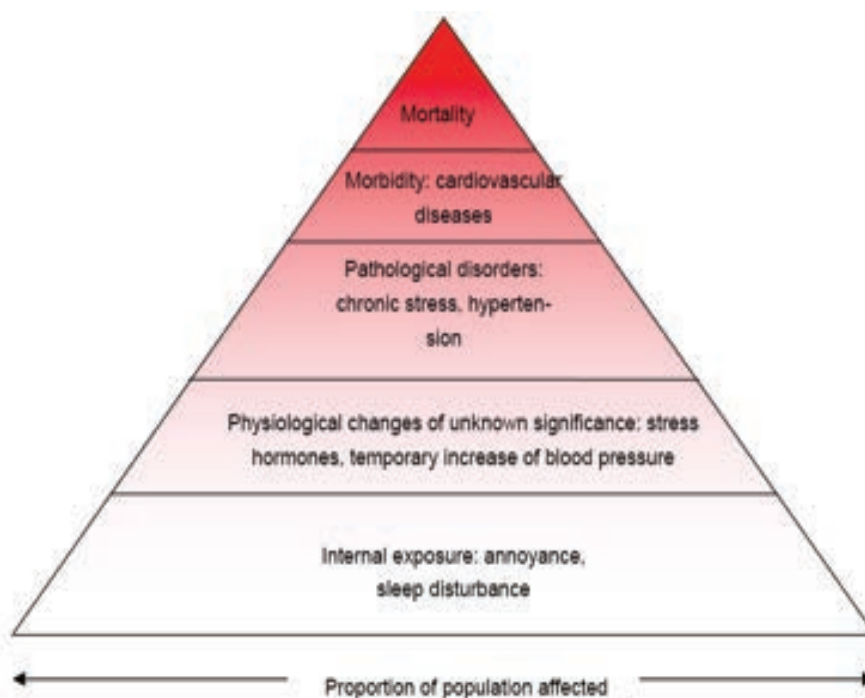 Mortality
Morbidity: cardiovascular
diseases
Pathological disorders:
chronic stress, hyperten-
sion
Physiological changes of unknown significance: stress
hormones, temporary increase of blood pressure
Internal exposure: annoyance,
sleep disturbance
Proportion of population affected